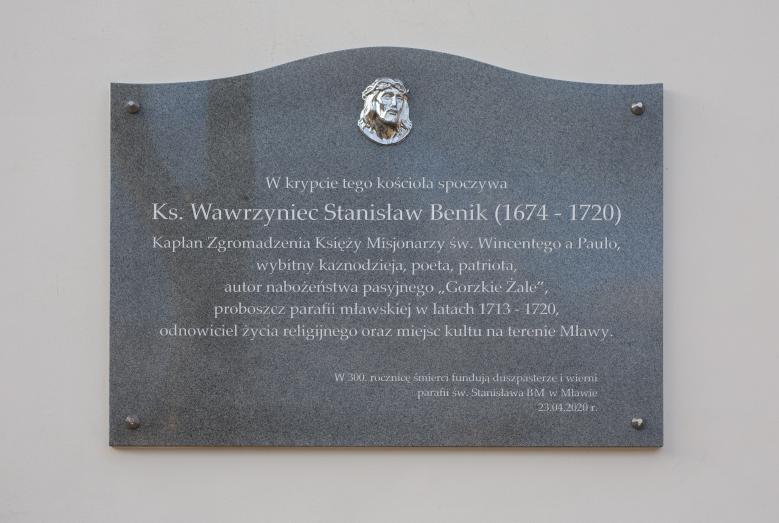 W krypcie tego kościoła spoczywa
Ks. Wawrzyniec Stanisław Benik (1674 - 1720)
Kapłan Zgromadzenia Księży Misjonarzy św. Wincentego a Paulo,
wybitny kaznodzieja, poeta, patriota,
autor nabożeństwa pasyjnego „Gorzkie Żale”,
proboszcz parafii mławskiej w latach 1713 - 1720,
odnowiciel życia religijnego oraz miejsc kultu na terenie Mławy.
W 300. rocznicę śmierci fundują duszpasterze i wierni
parafii św. Stanisława BM w Mławie
23.04.2020 r.